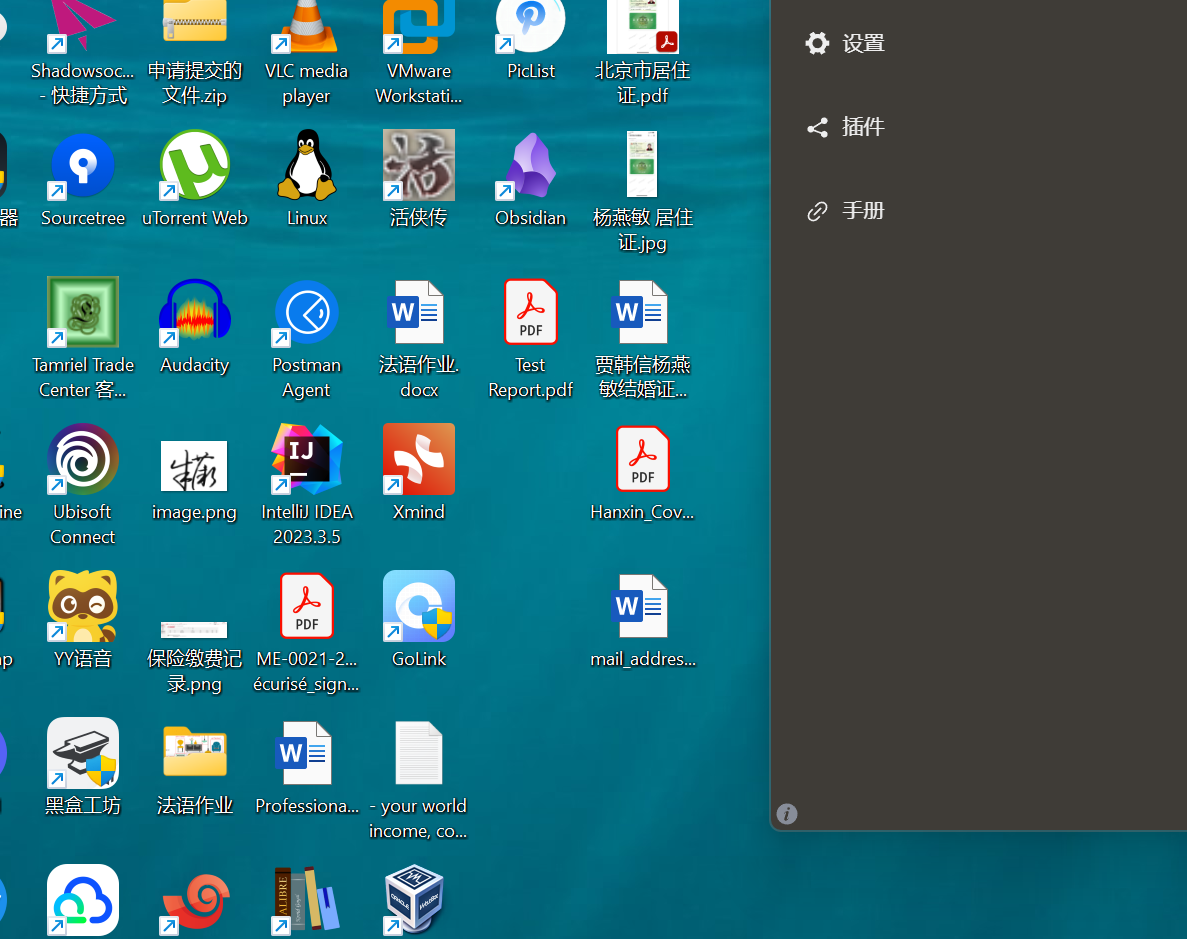 Shadowsoc...
- 快捷方式
申请提交的
文件.zip
VLC media
player
VMware
Workstati...
PicList
北京市居住
证.pdf
设置
插件
手册
器
Sourcetree
uTorrent Web
Linux
活侠传
Obsidian
杨燕敏 居住
证.jpg
Tamriel Trade
Center 客...
Audacity
Postman
Agent
法语作业.
docx
PDF
Test
Report.pdf
贾韩信杨燕
敏结婚证...
ine
Ubisoft
Connect
image.png
IJ
IntelliJ IDEA
2023.3.5
Xmind
PDF
Hanxin_Cov...
YY语音
保险缴费记
录.png
PDF
ME-0021-2...
écurisé_sign...
GoLink
mail_addres...
黑盒工坊
法语作业
Professiona...
- your world
income, co...